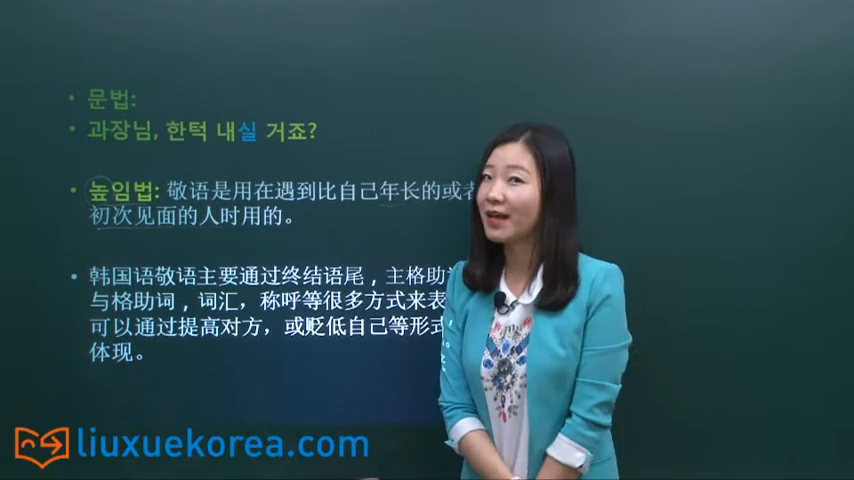 • 문법:
• 과장님, 한턱 내실 거죠?
• 높임법: 敬语是用在遇到比自己年长的或
初次见面的人时用的。
• 韩国语敬语主要通过终结语尾，主格助
与格助词，词汇，称呼等很多方式来表
可以通过提高对方，或贬低自己等形式
体现。
liuxuekorea.com